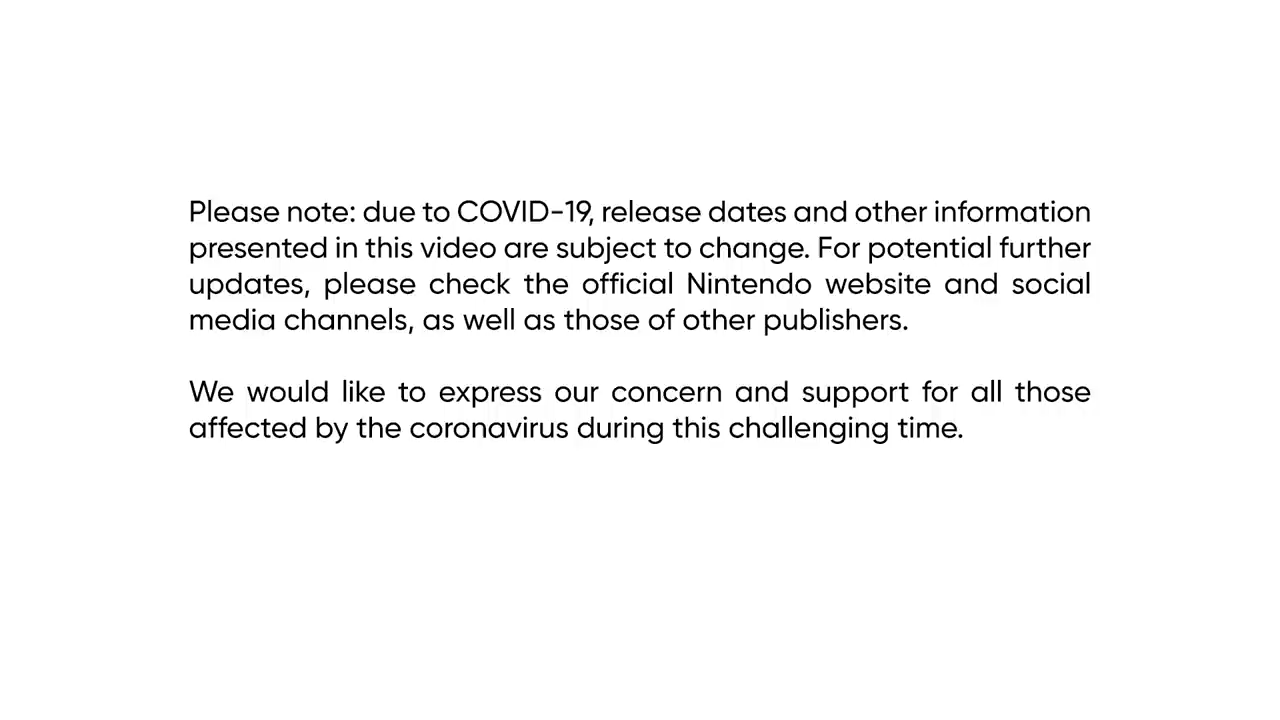 Please note: due to COVID-19, release dates and other information
presented in this video are subject to change. For potential further
updates, please check the official Nintendo website and social
media channels, as well as those of other publishers.
We would like to express our concern and support for all those
affected by the coronavirus during this challenging time.